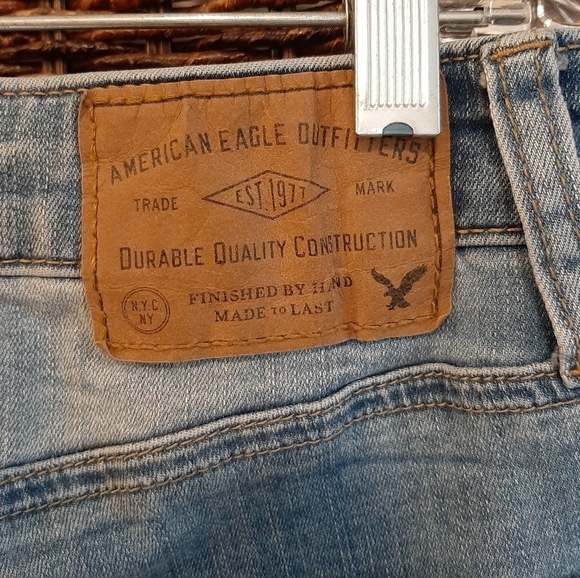 AMERICAN EAGLE OUTFITTERS
TRADE EST. 1977 MARK
DURABLE QUALITY CONSTRUCTION
FINISHED BY HAND
MADE TO LAST
N.Y.C.
NY